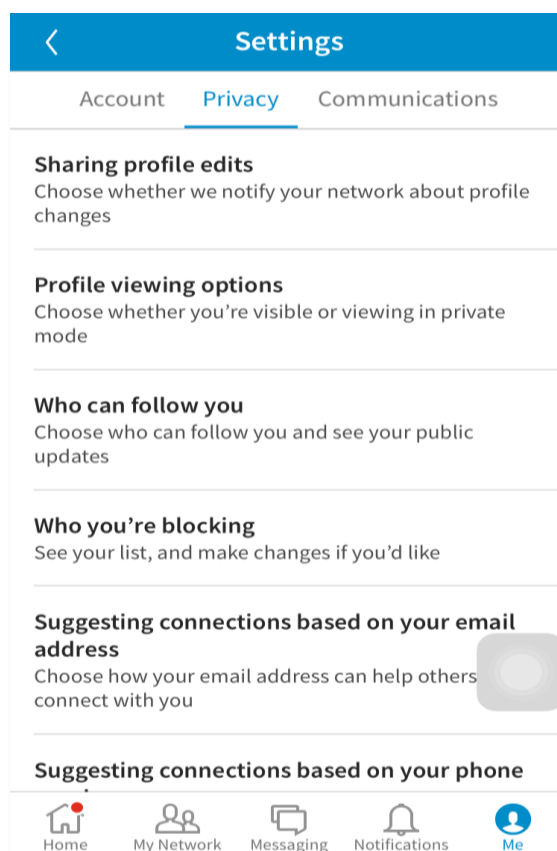 Settings
Account Privacy Communications
Sharing profile edits
Choose whether we notify your network about profile
changes
Profile viewing options
Choose whether you’re visible or viewing in private
mode
Who can follow you
Choose who can follow you and see your public
updates
Who you’re blocking
See your list, and make changes if you’d like
Suggesting connections based on your email
address
Choose how your email address can help others
connect with you
Suggesting connections based on your phone
Home My Network Messaging Notifications Me